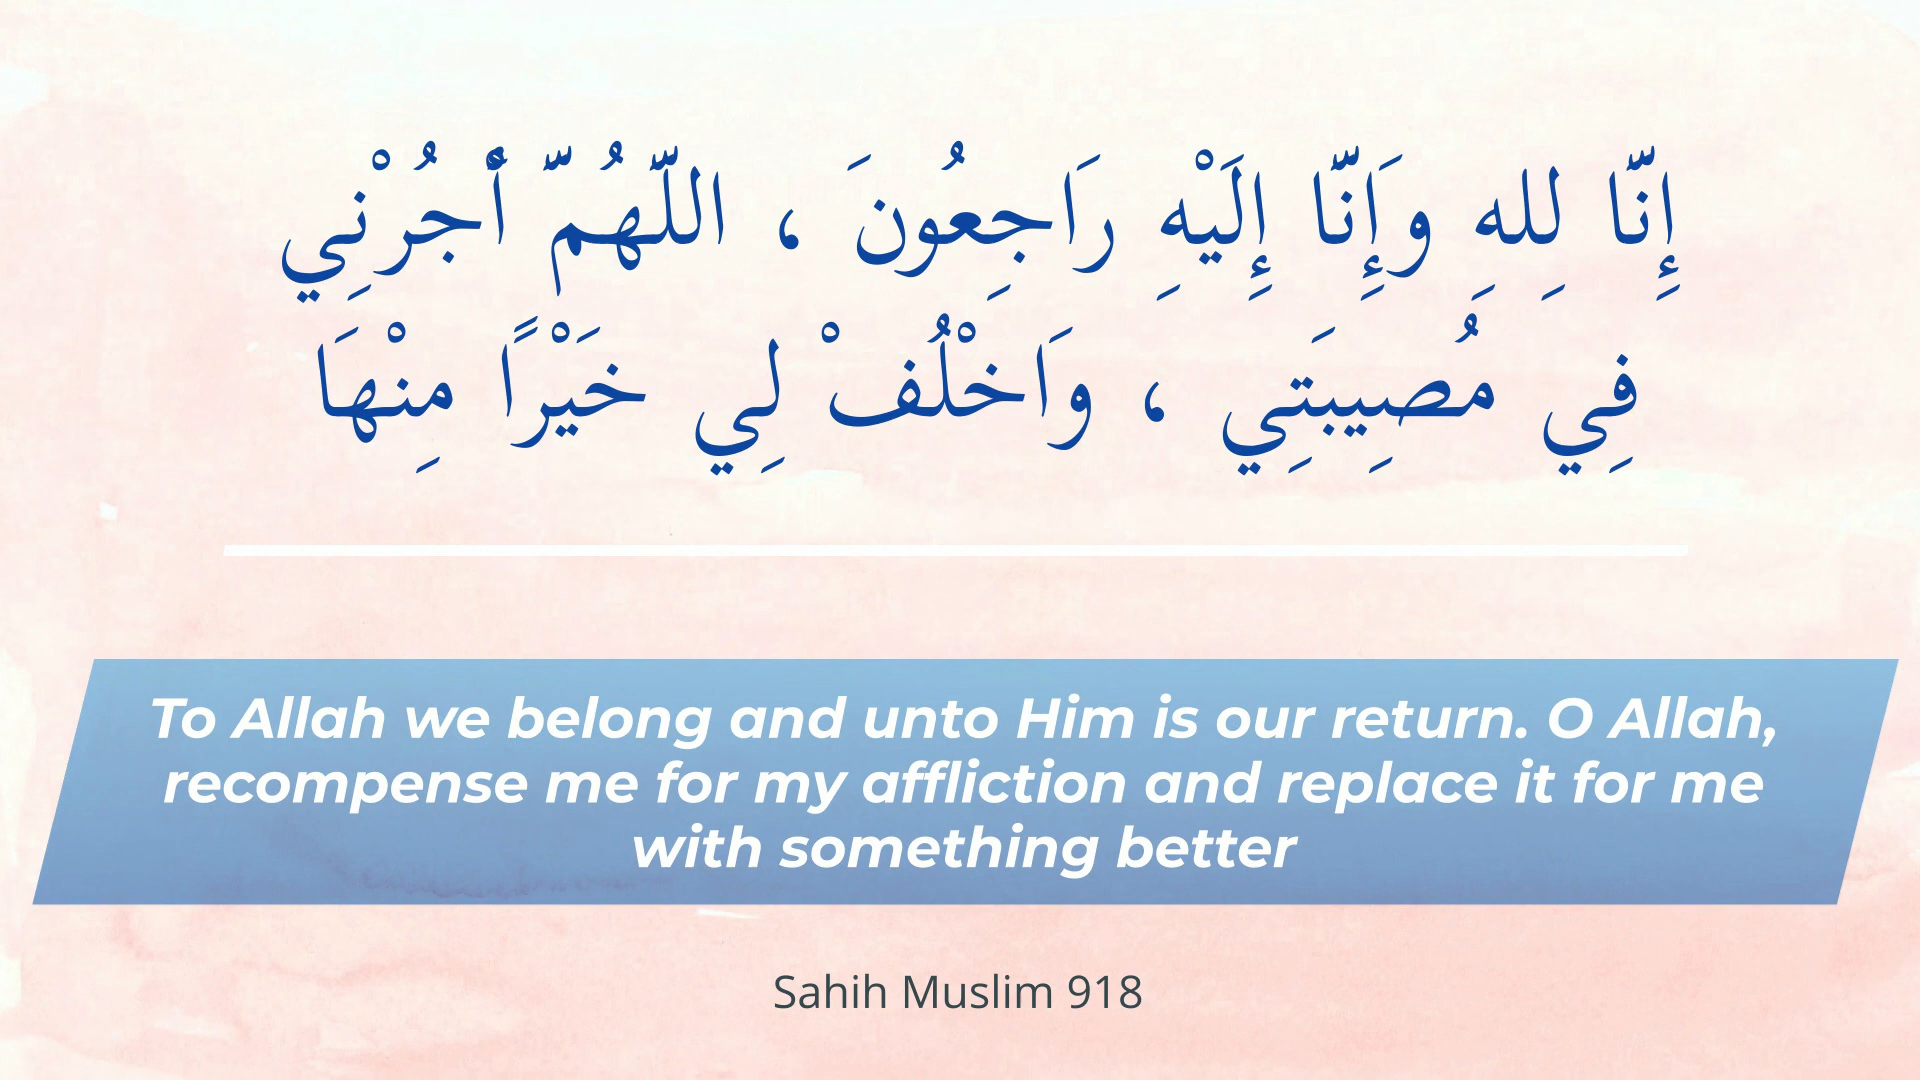 إِنَّا لِلهِ وَإِنَّا إِلَيْهِ رَاجِعُونَ ، اللّهُمّ أْجُرْنِي
فِي مُصِيبَتِي ، وَاخْلُفْ لِي خَيْرًا مِنْهَا
To Allah we belong and unto Him is our return. O Allah,
recompense me for my affliction and replace it for me
with something better
Sahih Muslim 918